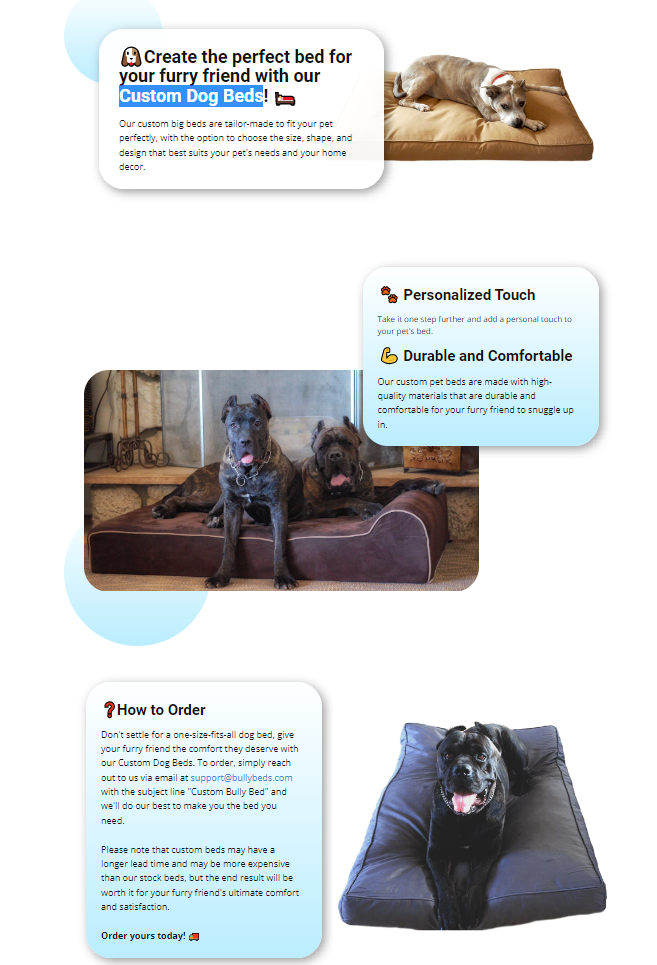 🐶Create the perfect bed for
your furry friend with our
Custom Dog Beds! 🛏️
Our custom big beds are tailor-made to fit your pet
perfectly, with the option to choose the size, shape, and
design that best suits your pet's needs and your home
decor.
🐾 Personalized Touch
Take it one step further and add a personal touch to
your pet's bed.
💪 Durable and Comfortable
Our custom pet beds are made with high-
quality materials that are durable and
comfortable for your furry friend to snuggle up
in.
❓How to Order
Don't settle for a one-size-fits-all dog bed, give
your furry friend the comfort they deserve with
our Custom Dog Beds. To order, simply reach
out to us via email at support@bullybeds.com
with the subject line "Custom Bully Bed" and
we'll do our best to make you the bed you
need.
Please note that custom beds may have a
longer lead time and may be more expensive
than our stock beds, but the end result will be
worth it for your furry friend's ultimate comfort
and satisfaction.
Order yours today! 🚚